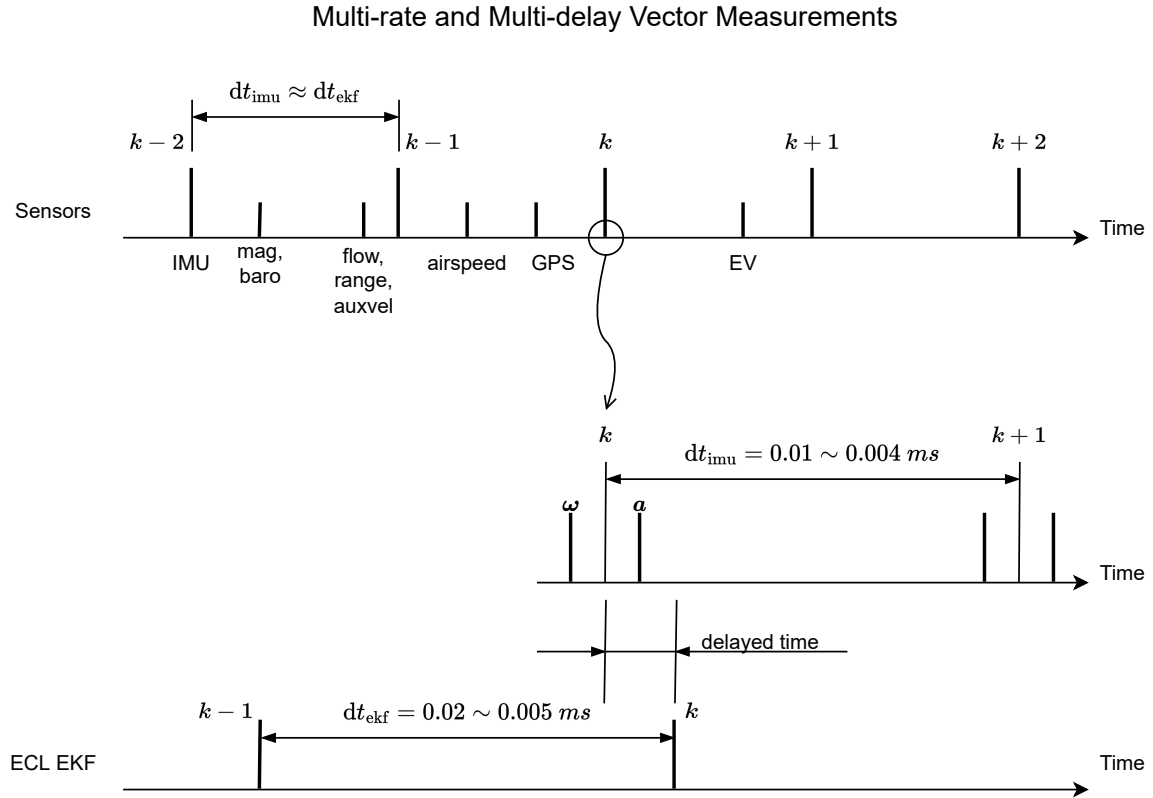 Multi-rate and Multi-delay Vector Measurements
dt_imu ≈ dt_ekf
k − 2
k − 1
k
k + 1
k + 2
Sensors
Time
IMU
mag,
baro
flow,
range,
auxvel
airspeed
GPS
EV
k
k + 1
dt_imu = 0.01 ∼ 0.004 ms
ω
a
Time
delayed time
k − 1
dt_ekf = 0.02 ∼ 0.005 ms
k
ECL EKF
Time